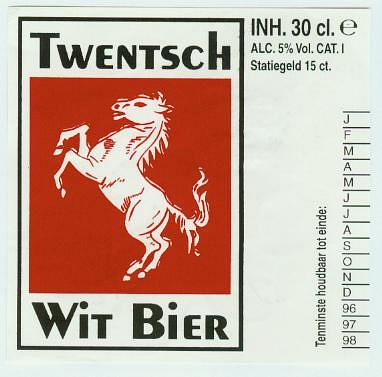 TWENTSCH
WIT BIER
INH. 30 cl. ℮
ALC. 5% Vol. CAT. I
Statiegeld 15 ct.
Tenminste houdbaar tot einde:
J
F
M
A
M
J
J
A
S
O
N
D
96
97
98